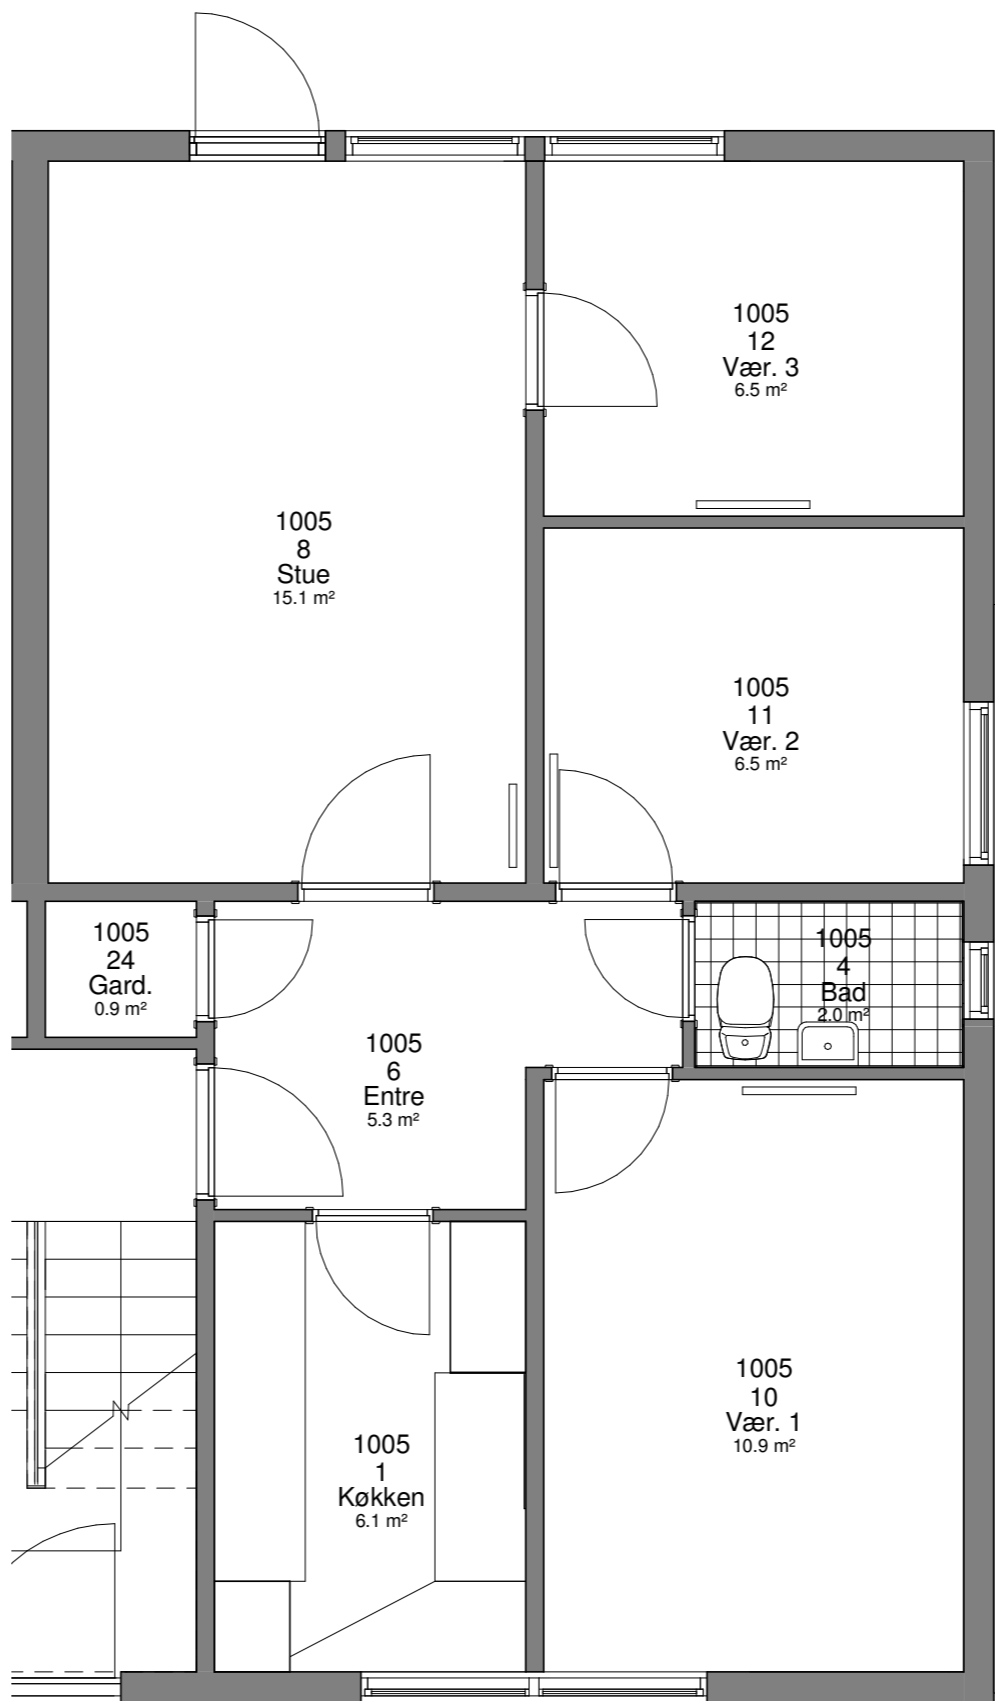 1005
12
Vær. 3
6.5 m²
1005
8
Stue
15.1 m²
1005
11
Vær. 2
6.5 m²
1005
24
Gard.
0.9 m²
1005
4
Bad
2.0 m²
1005
6
Entre
5.3 m²
1005
10
Vær. 1
10.9 m²
1005
1
Køkken
6.1 m²